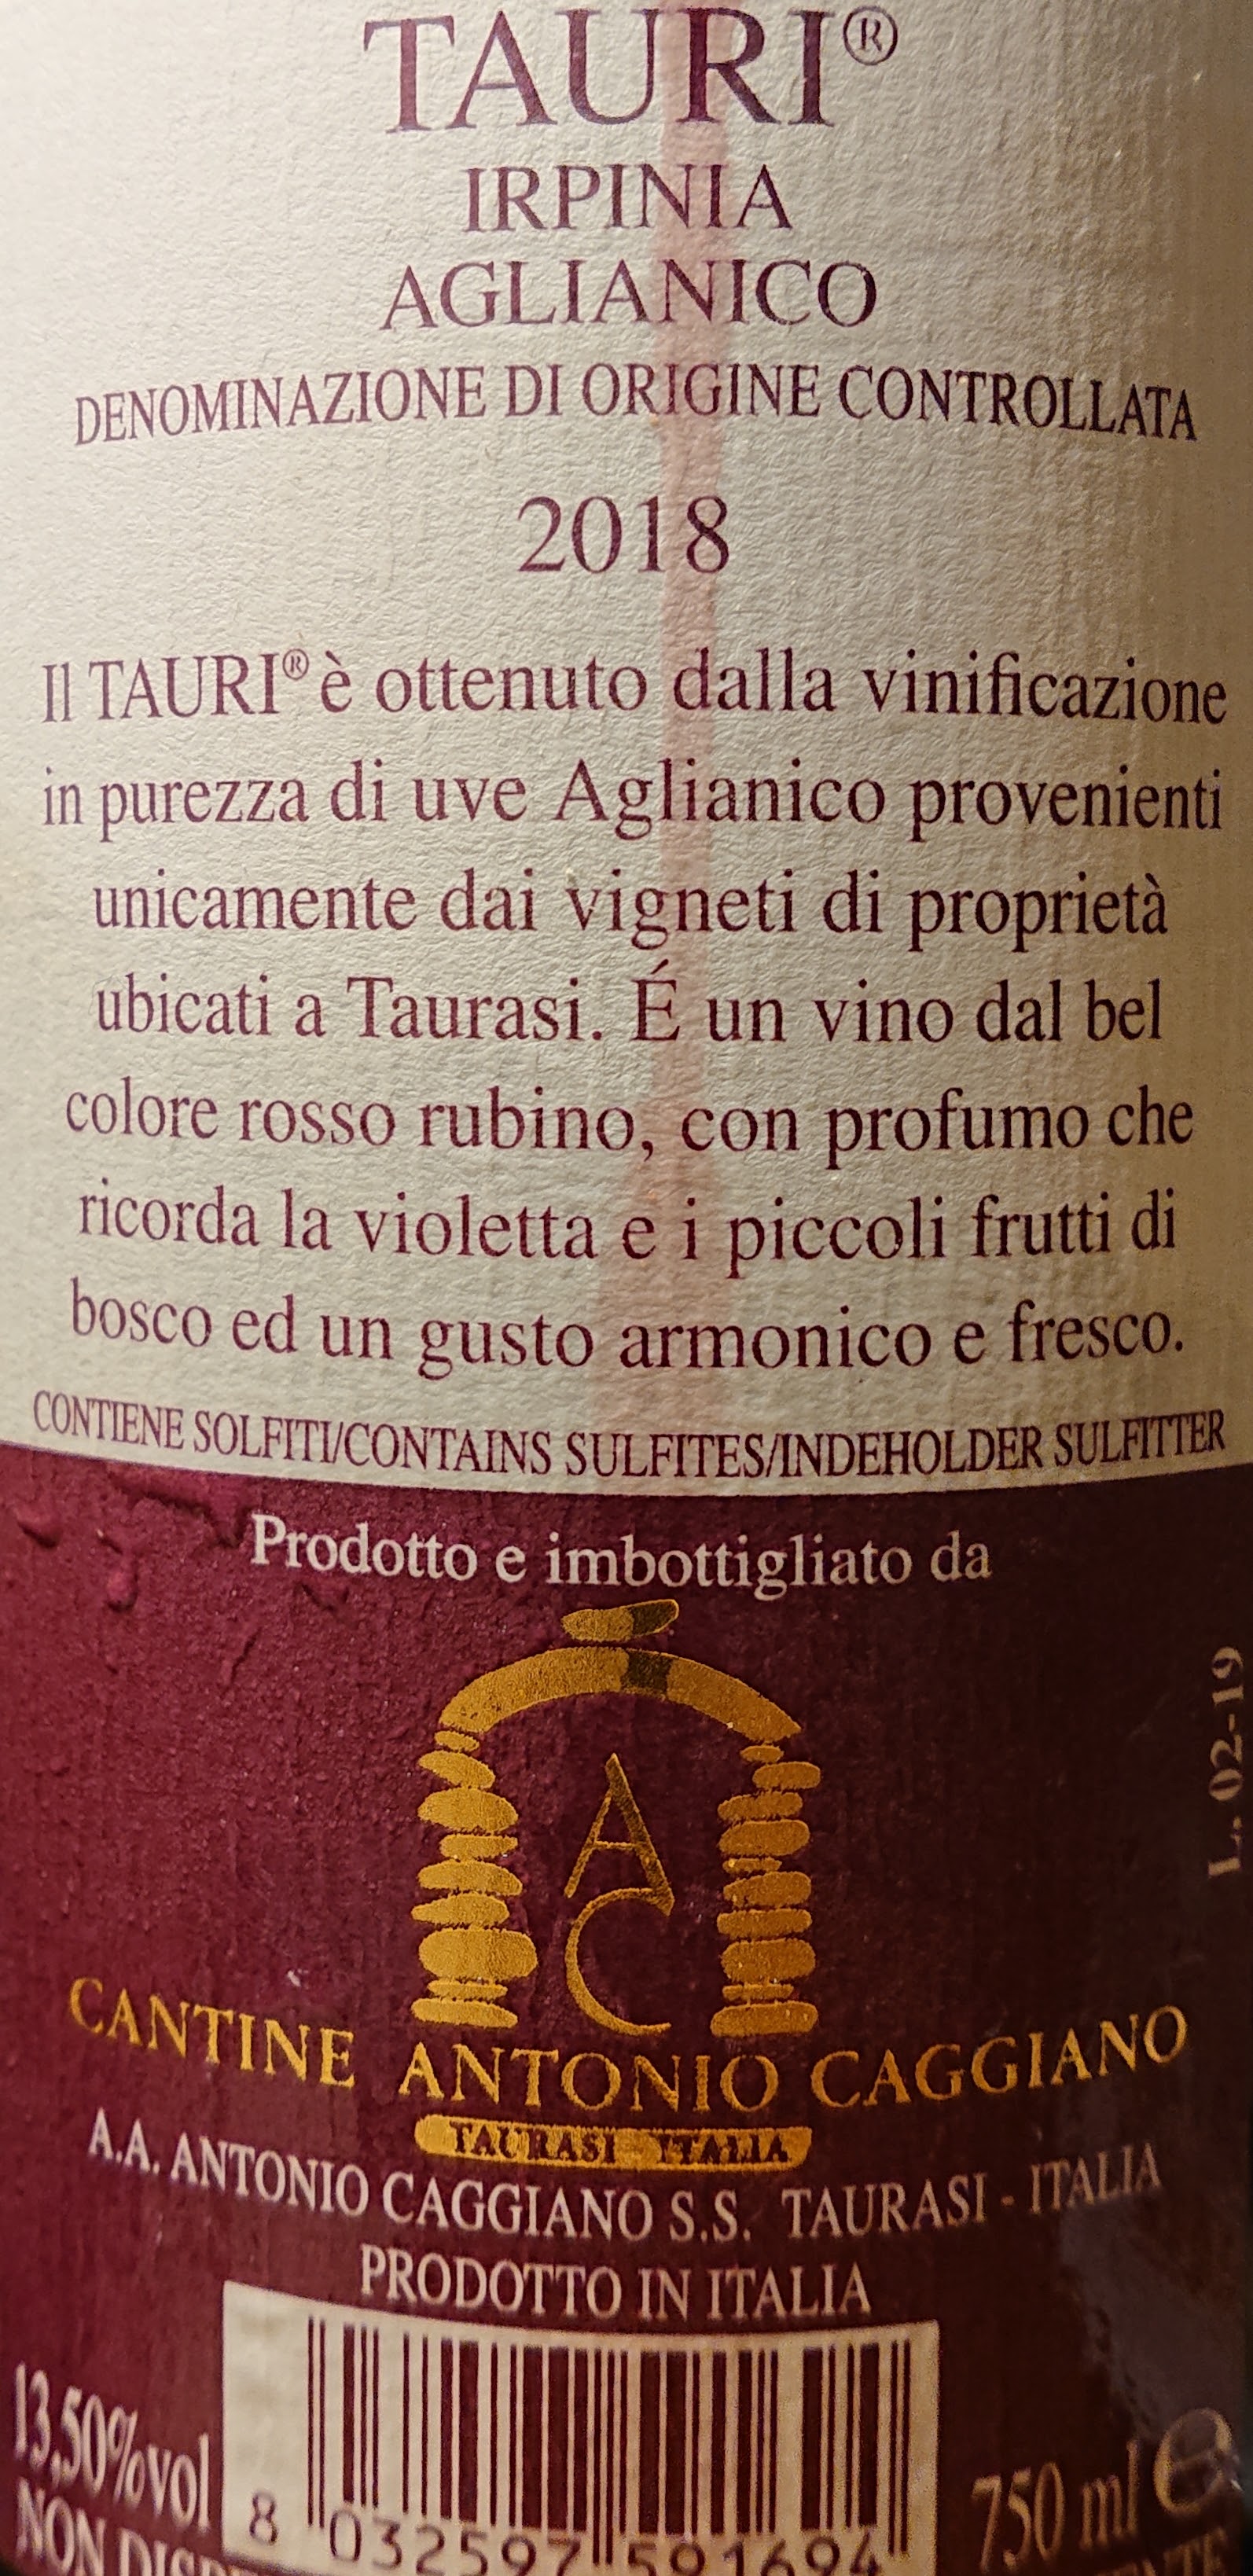 TAURI®
IRPINIA
AGLIANICO
DENOMINAZIONE DI ORIGINE CONTROLLATA
2018
Il TAURI® è ottenuto dalla vinificazione
in purezza di uve Aglianico provenienti
unicamente dai vigneti di proprietà
ubicati a Taurasi. É un vino dal bel
colore rosso rubino, con profumo che
ricorda la violetta e i piccoli frutti di
bosco ed un gusto armonico e fresco.
CONTIENE SOLFITI/CONTAINS SULFITES/INDEHOLDER SULFITTER
Prodotto e imbottigliato da
L. 02-19
AC
CANTINE ANTONIO CAGGIANO
TAURASI ITALIA
A.A. ANTONIO CAGGIANO S.S. TAURASI - ITALIA
PRODOTTO IN ITALIA
13,50%vol
750 ml e
8 032597 591694
NON